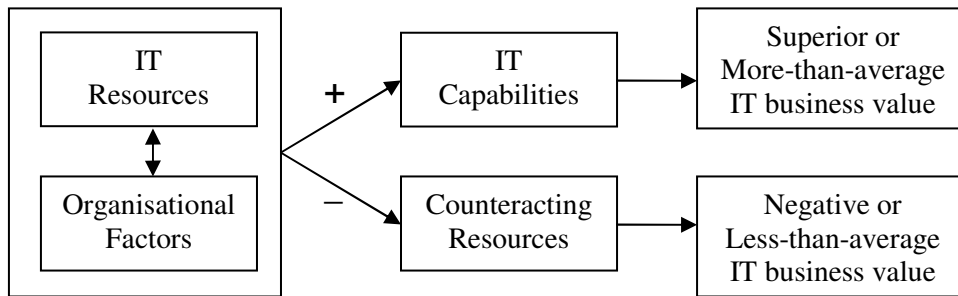 IT
Resources
Organisational
Factors
+
–
IT
Capabilities
Counteracting
Resources
Superior or
More-than-average
IT business value
Negative or
Less-than-average
IT business value